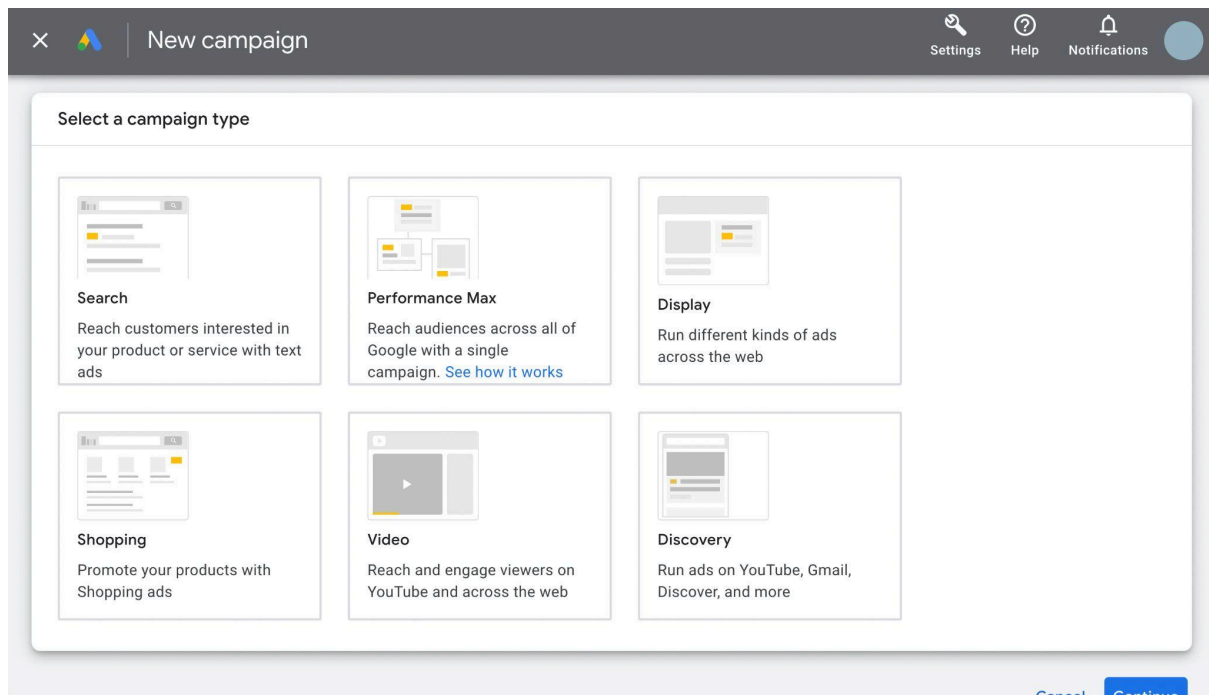 New campaign
Settings
Help
Notifications
Select a campaign type
Search
Reach customers interested in
your product or service with text
ads
Performance Max
Reach audiences across all of
Google with a single
campaign. See how it works
Display
Run different kinds of ads
across the web
Shopping
Promote your products with
Shopping ads
Video
Reach and engage viewers on
YouTube and across the web
Discovery
Run ads on YouTube, Gmail,
Discover, and more
Cancel
Continue